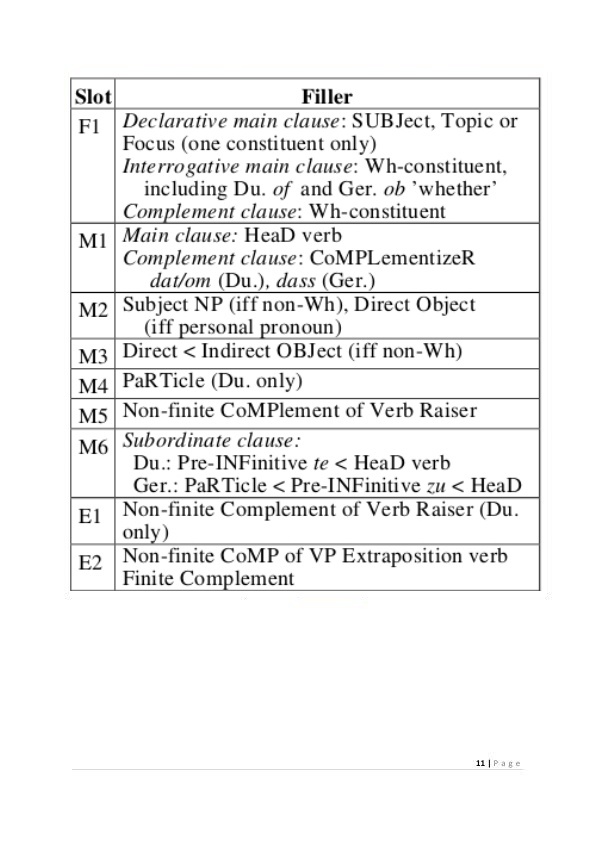 Slot Filler
F1 Declarative main clause: SUBJect, Topic or
Focus (one constituent only)
Interrogative main clause: Wh-constituent,
including Du. of and Ger. ob ’whether’
Complement clause: Wh-constituent
M1 Main clause: HeaD verb
Complement clause: CoMPLementizeR
dat/om (Du.), dass (Ger.)
M2 Subject NP (iff non-Wh), Direct Object
(iff personal pronoun)
M3 Direct < Indirect OBJect (iff non-Wh)
M4 PaRTicle (Du. only)
M5 Non-finite CoMPlement of Verb Raiser
M6 Subordinate clause:
Du.: Pre-INFinitive te < HeaD verb
Ger.: PaRTicle < Pre-INFinitive zu < HeaD
E1 Non-finite Complement of Verb Raiser (Du.
only)
E2 Non-finite CoMP of VP Extraposition verb
Finite Complement
11 | Page